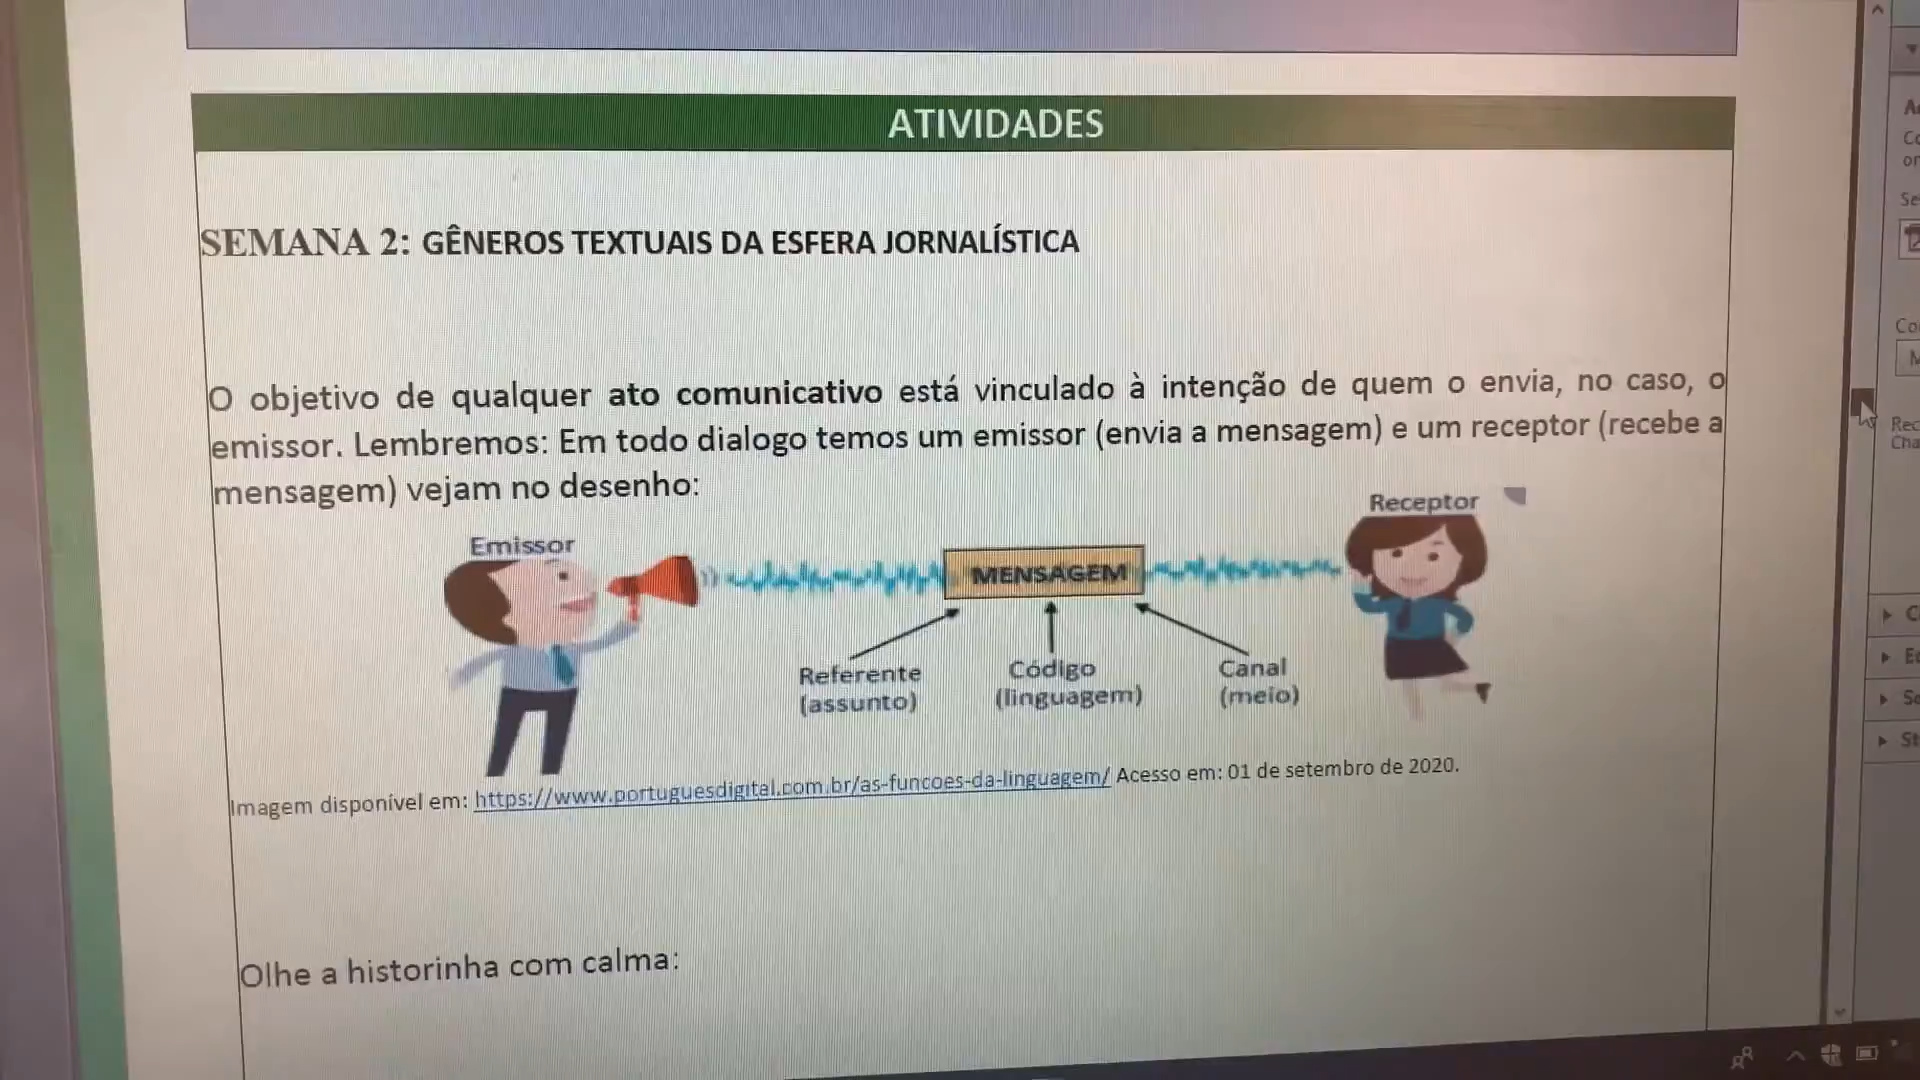 ATIVIDADES
SEMANA 2: GÊNEROS TEXTUAIS DA ESFERA JORNALÍSTICA
O objetivo de qualquer ato comunicativo está vinculado à intenção de quem o envia, no caso, o
emissor. Lembremos: Em todo dialogo temos um emissor (envia a mensagem) e um receptor (recebe a
mensagem) vejam no desenho:
Receptor
Emissor
MENSAGEM
Referente
(assunto)
Código
(linguagem)
Canal
(meio)
Imagem disponível em: https://www.portuguesdigital.com.br/as-funcoes-da-linguagem/ Acesso em: 01 de setembro de 2020.
Olhe a historinha com calma: